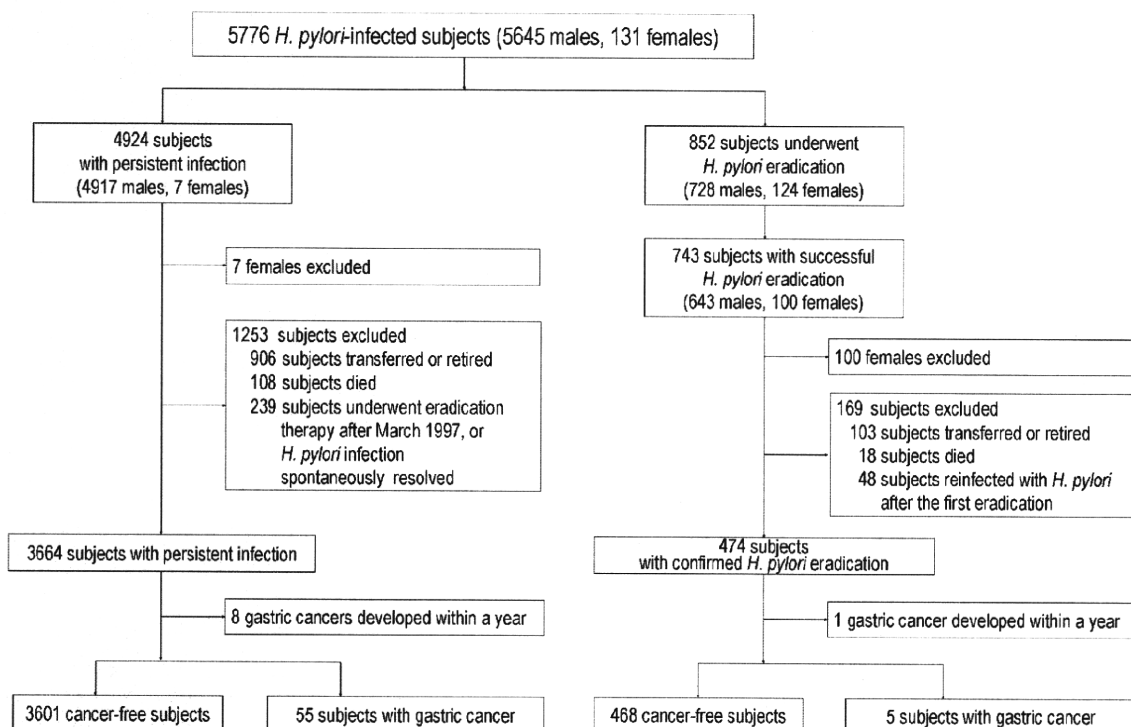 5776 H. pylori-infected subjects (5645 males, 131 females)
4924 subjects
with persistent infection
(4917 males, 7 females)
852 subjects underwent
H. pylori eradication
(728 males, 124 females)
7 females excluded
743 subjects with successful
H. pylori eradication
(643 males, 100 females)
1253 subjects excluded
906 subjects transferred or retired
108 subjects died
239 subjects underwent eradication
therapy after March 1997, or
H. pylori infection
spontaneously resolved
100 females excluded
169 subjects excluded
103 subjects transferred or retired
18 subjects died
48 subjects reinfected with H. pylori
after the first eradication
3664 subjects with persistent infection
474 subjects
with confirmed H. pylori eradication
8 gastric cancers developed within a year
1 gastric cancer developed within a year
3601 cancer-free subjects
55 subjects with gastric cancer
468 cancer-free subjects
5 subjects with gastric cancer